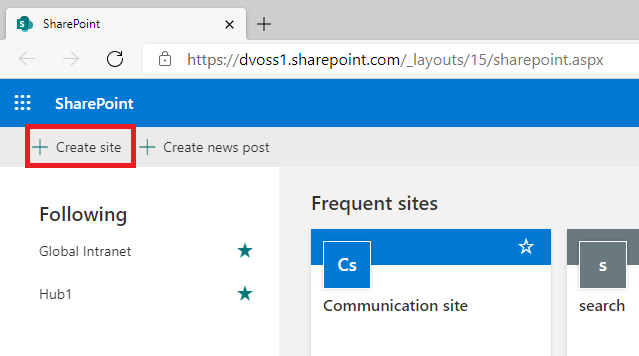 SharePoint
https://dvoss1.sharepoint.com/_layouts/15/sharepoint.aspx
SharePoint
Create site Create news post
Following
Global Intranet
Hub1
Frequent sites
Cs
Communication site
s
search